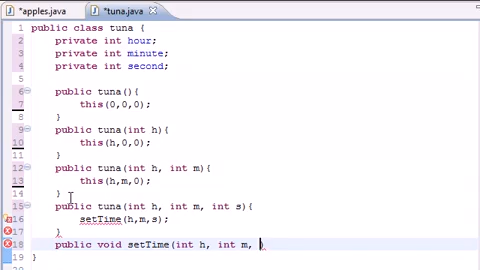 *apples.java *tuna.java
1 public class tuna {
2 private int hour;
3 private int minute;
4 private int second;
5
6 public tuna(){
7 this(0,0,0);
8 }
9 public tuna(int h){
10 this(h,0,0);
11 }
12 public tuna(int h, int m){
13 this(h,m,0);
14 }
15 public tuna(int h, int m, int s){
16 setTime(h,m,s);
17 }
18 public void setTime(int h, int m, )
19 }